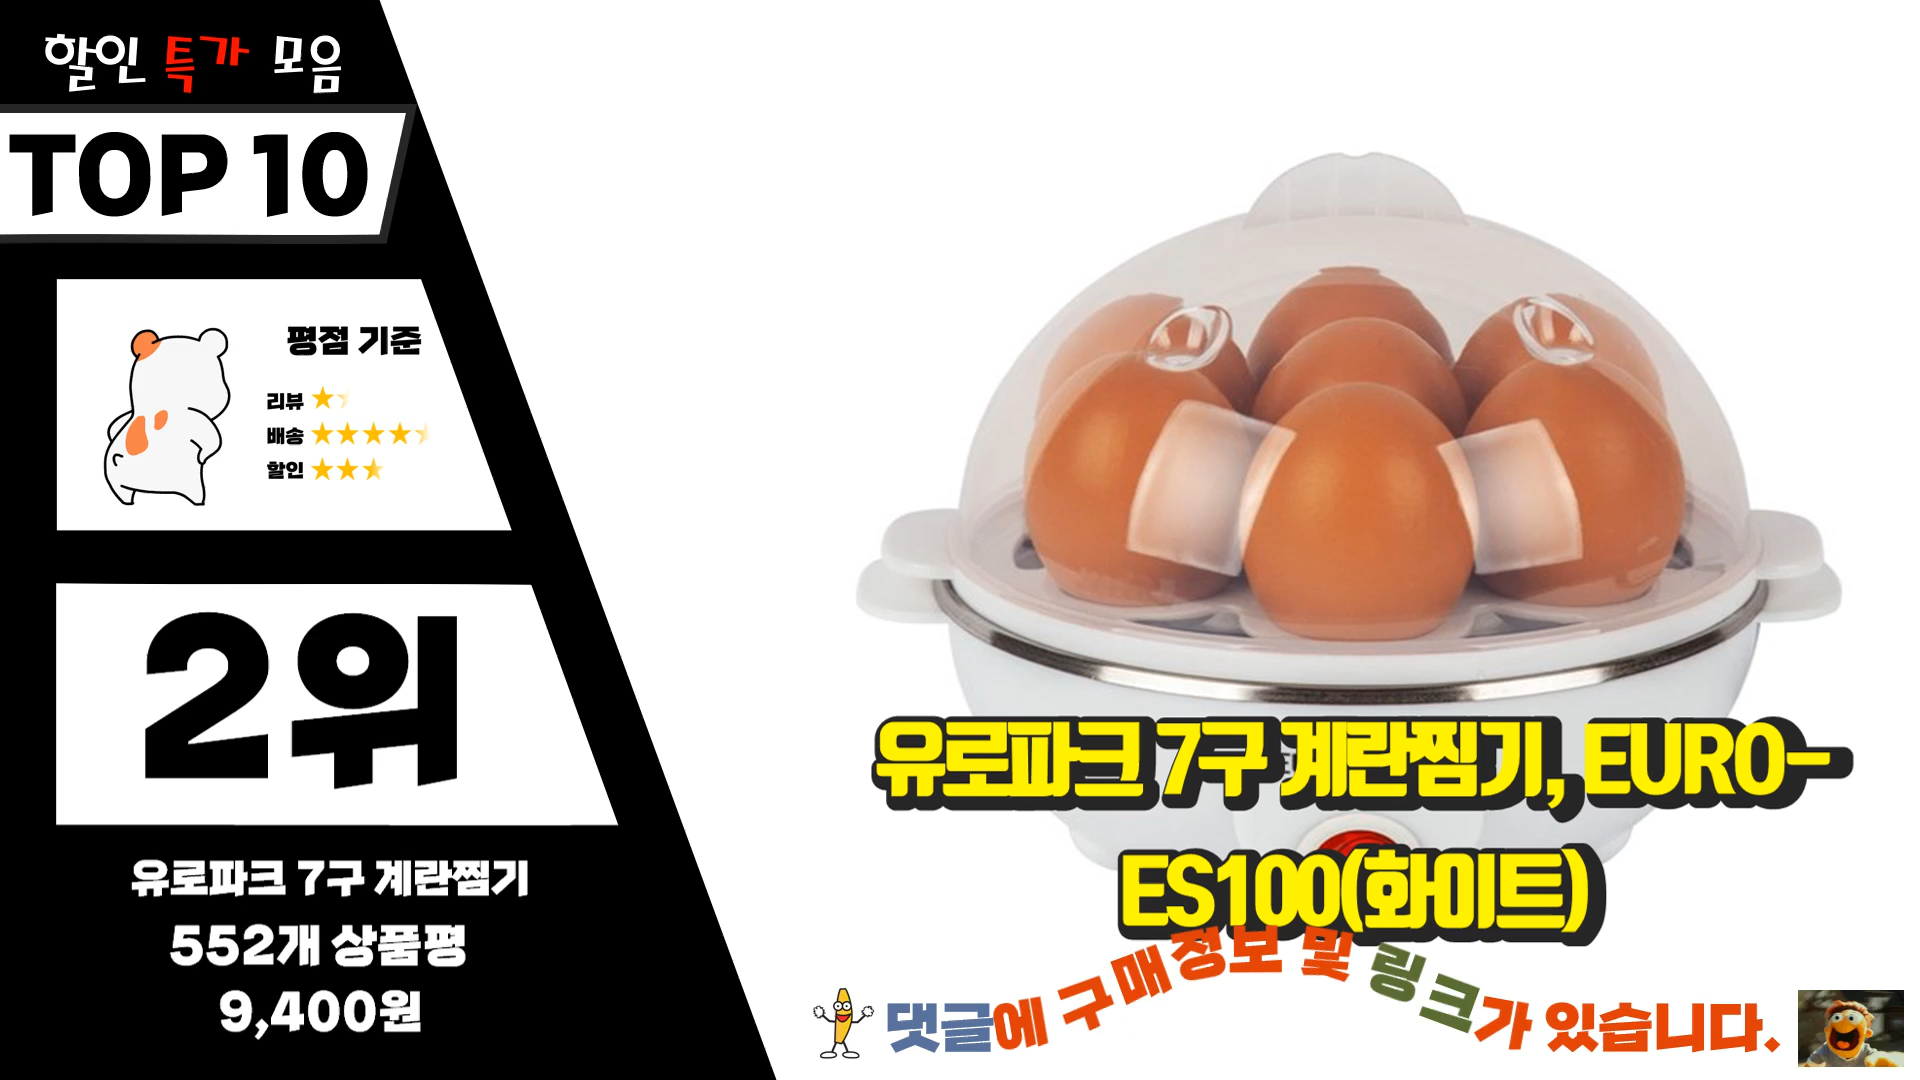 할인 특가 모음
TOP 10
평점 기준
리뷰
배송
할인
2위
유로파크 7구 계란찜기
552개 상품평
9,400원
유로파크 7구 계란찜기, EURO-
ES100(화이트)
댓글에 구매정보 및 링크가 있습니다.